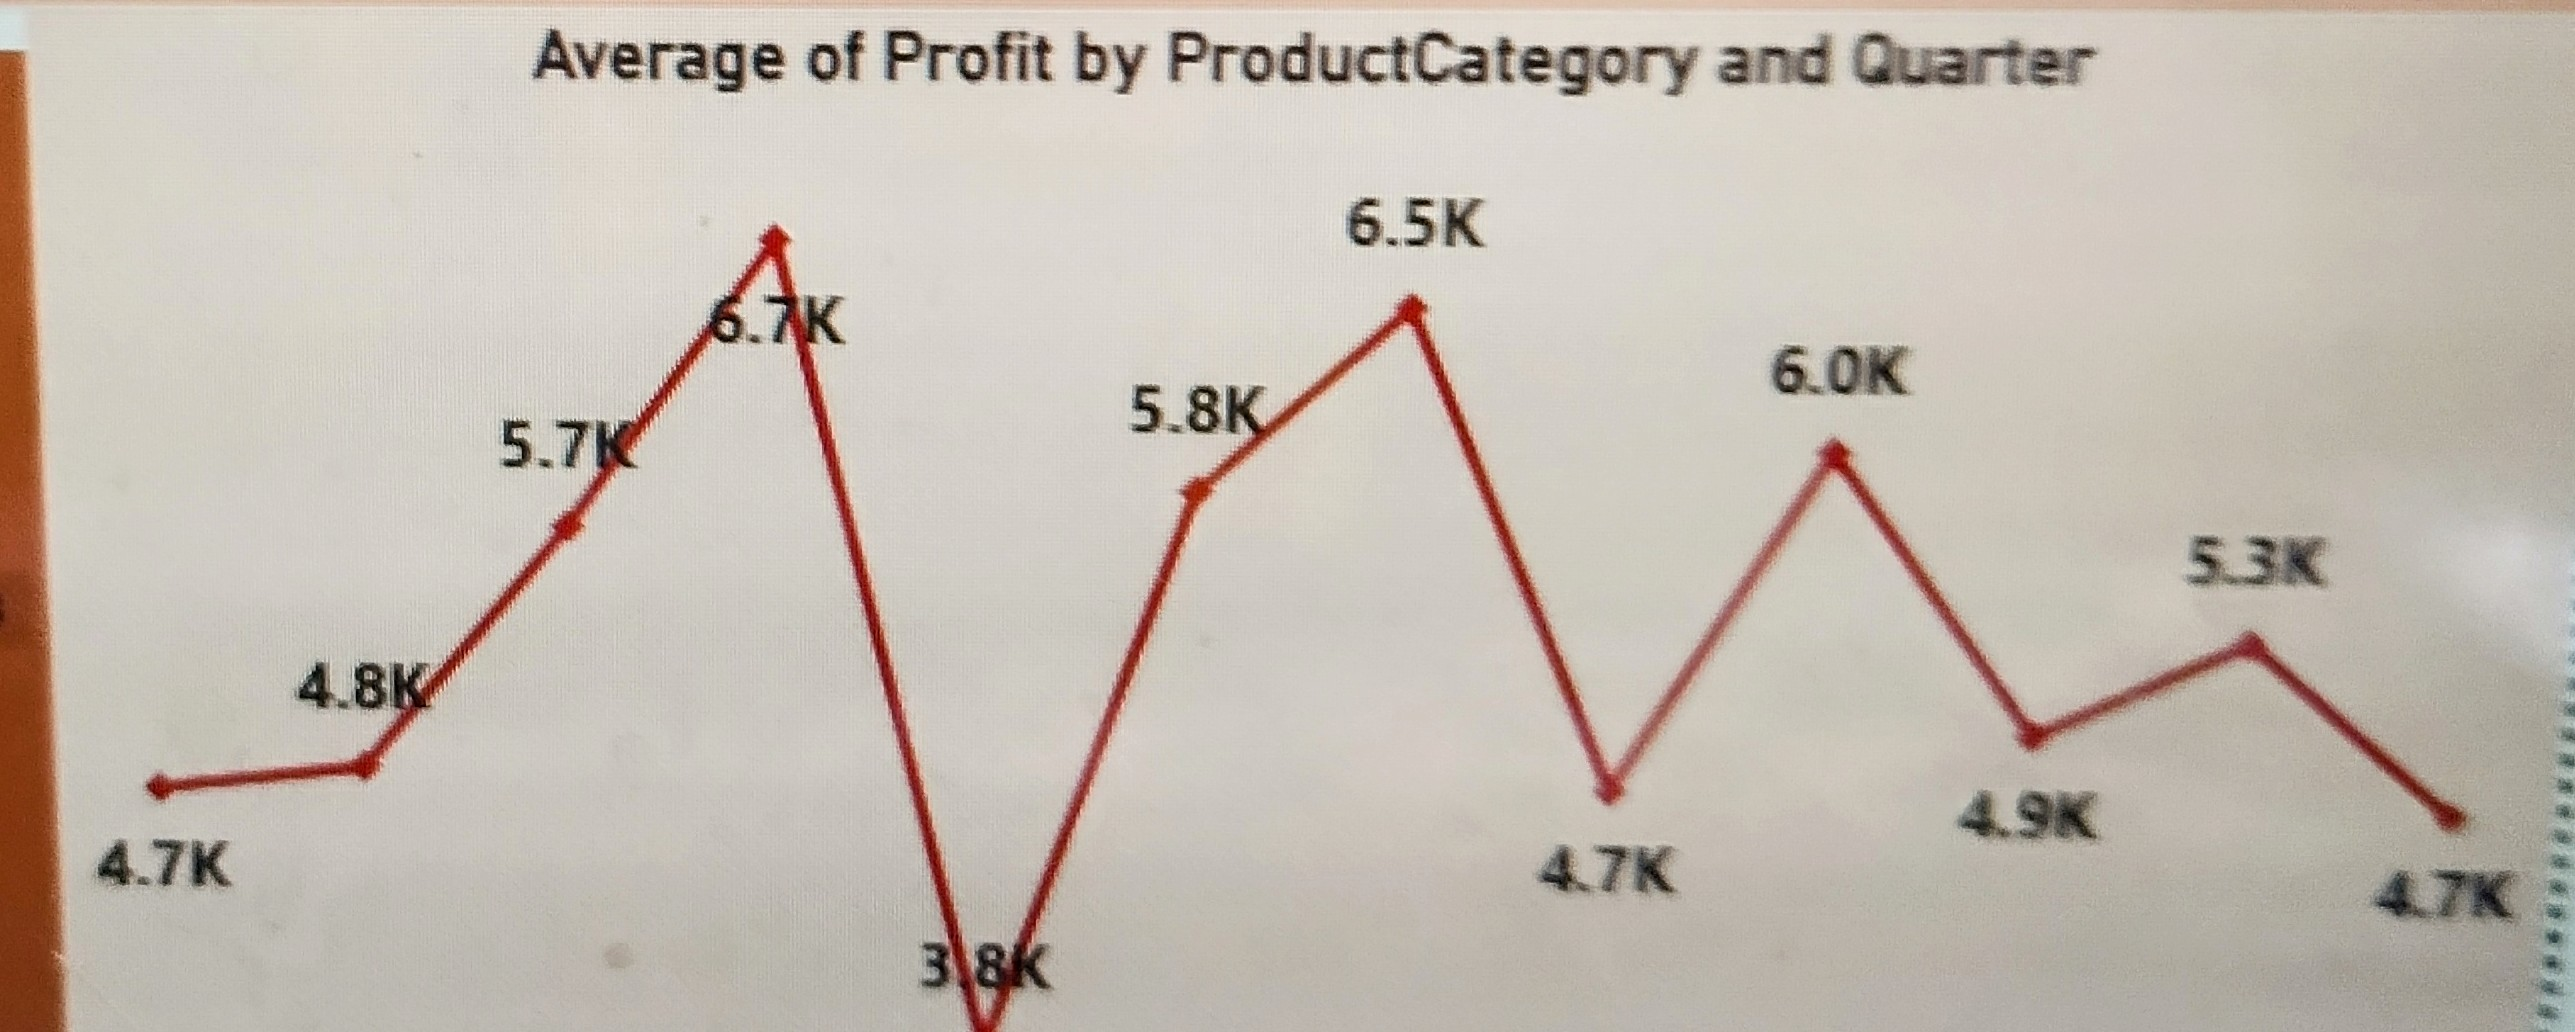 Average of Profit by ProductCategory and Quarter
6.5K
6.7K
6.0K
5.8K
5.7K
5.3K
4.8K
4.9K
4.7K
4.7K
4.7K
3.8K